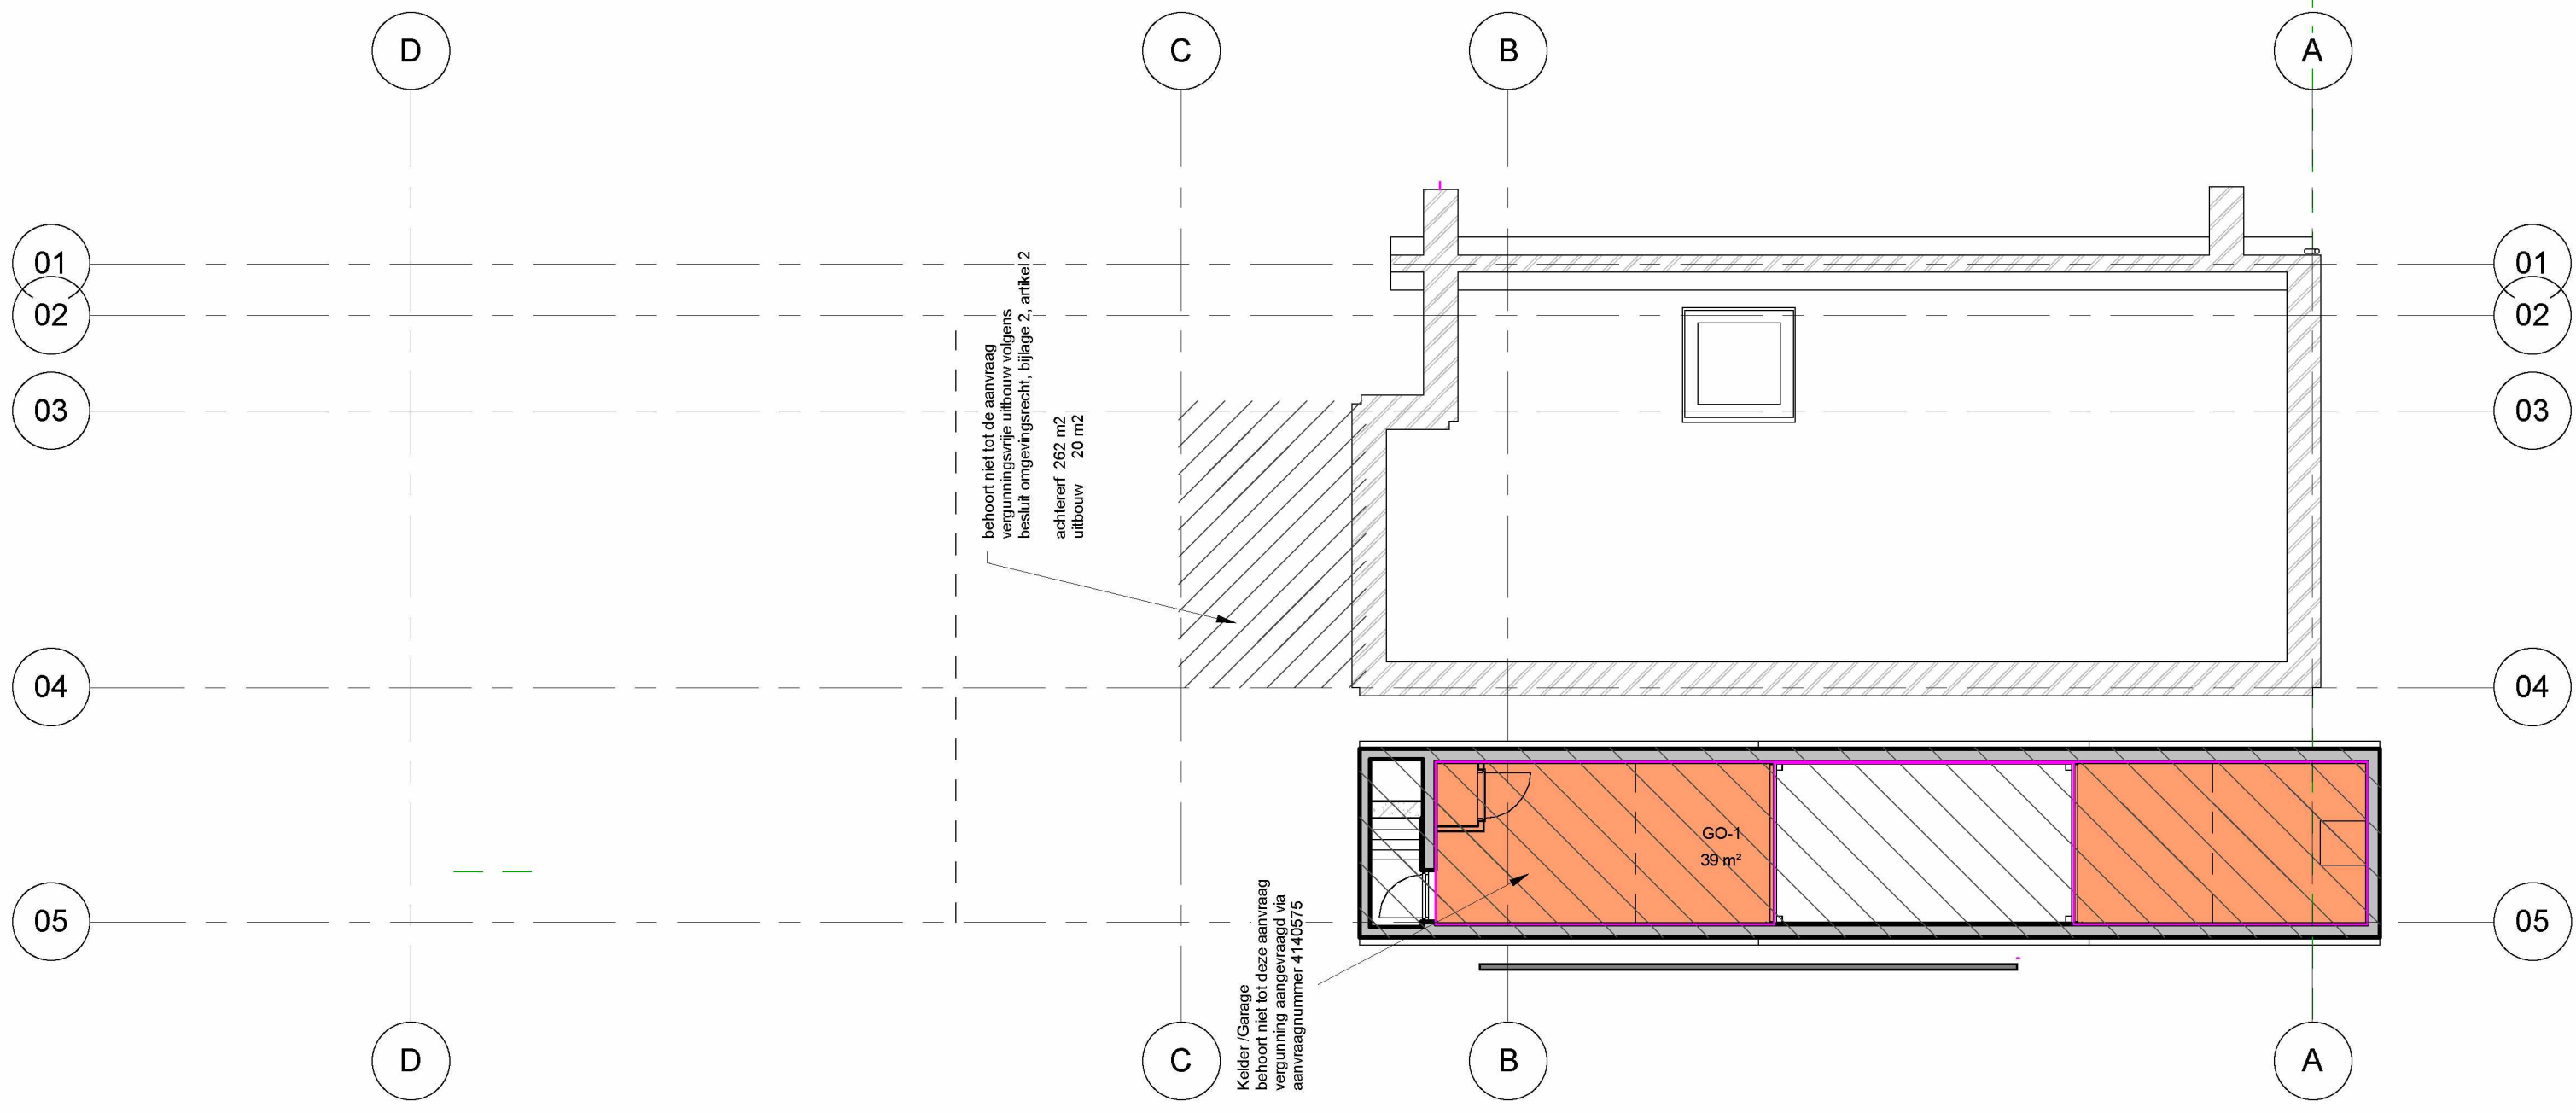 D
C
B
A
01
02
03
04
05
01
02
03
04
05
behoort niet tot de aanvraag
vergunningsvrije uitbouw volgens
besluit omgevingsrecht, bijlage 2, artikel 2
achtererf 262 m2
uitbouw 20 m2
GO-1
39 m²
Kelder /Garage
behoort niet tot deze aanvraag
vergunning aangevraagd via
aanvraagnummer 4140575
D
C
B
A